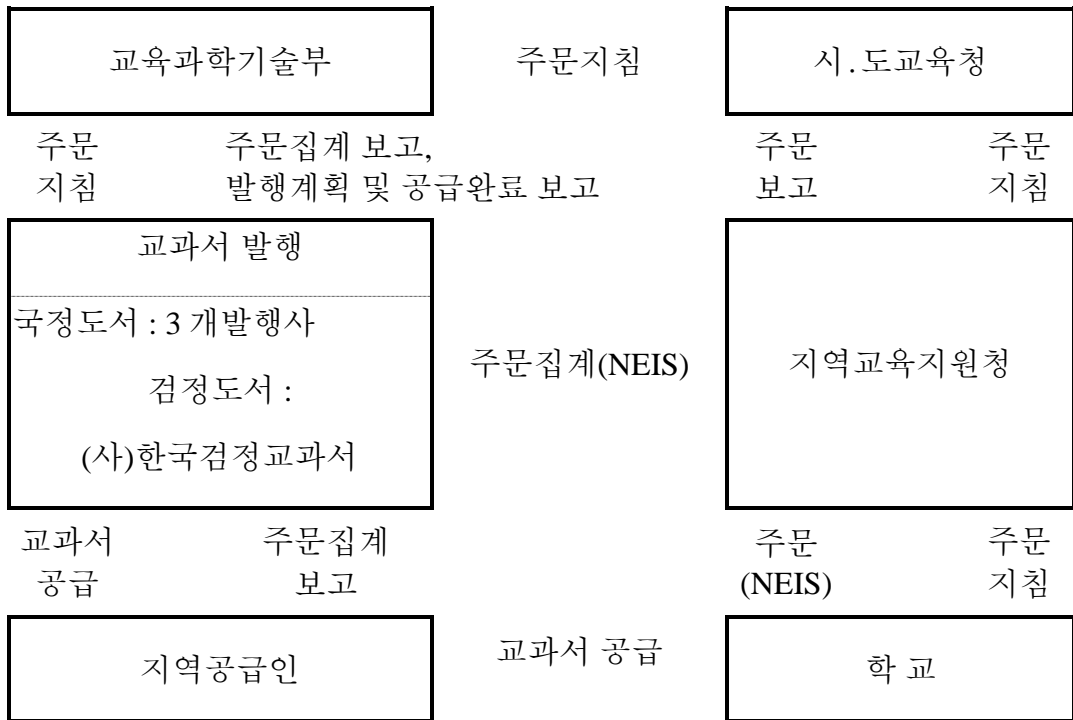 교육과학기술부 주문지침 시.도교육청
주문 주문집계 보고, 주문 주문
지침 발행계획 및 공급완료 보고 보고 지침
교과서 발행
국정도서 : 3 개발행사
검정도서 :
(사)한국검정교과서
주문집계(NEIS)
지역교육지원청
교과서 주문집계 주문 주문
공급 보고 (NEIS) 지침
지역공급인 교과서 공급 학 교